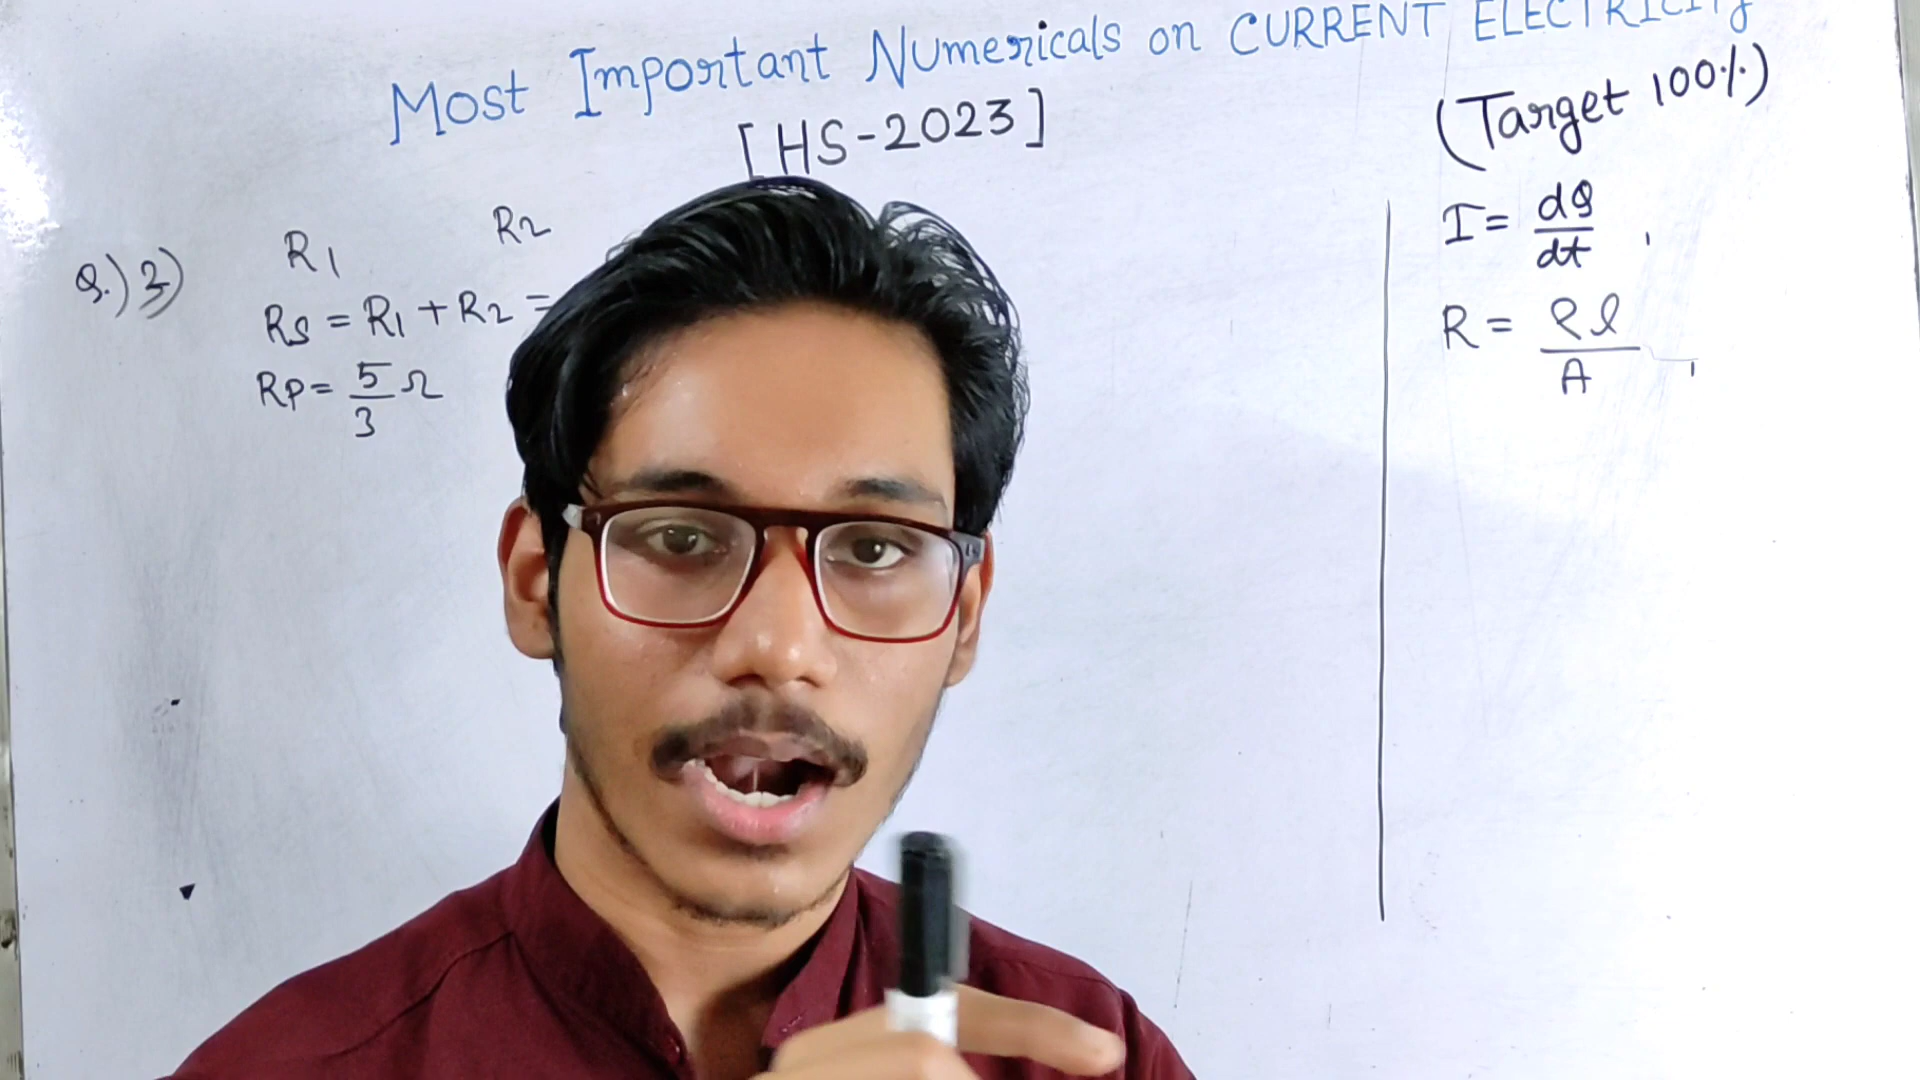 Most Important Numericals on CURRENT ELECTRICITY
[HS-2023]
(Target 100%)
Q.) 3)
R1 R2
RS = R1 + R2 =
RP = 5/3 Ω
I = dQ/dt ,
R = ρl/A ,